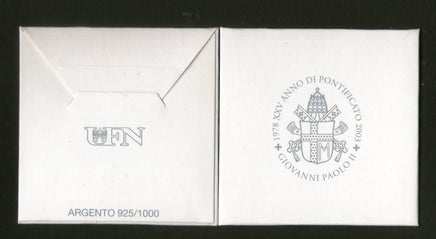 UFN
ARGENTO 925/1000
1978 XXV ANNO DI PONTIFICATO 2003
GIOVANNI PAOLO II
M